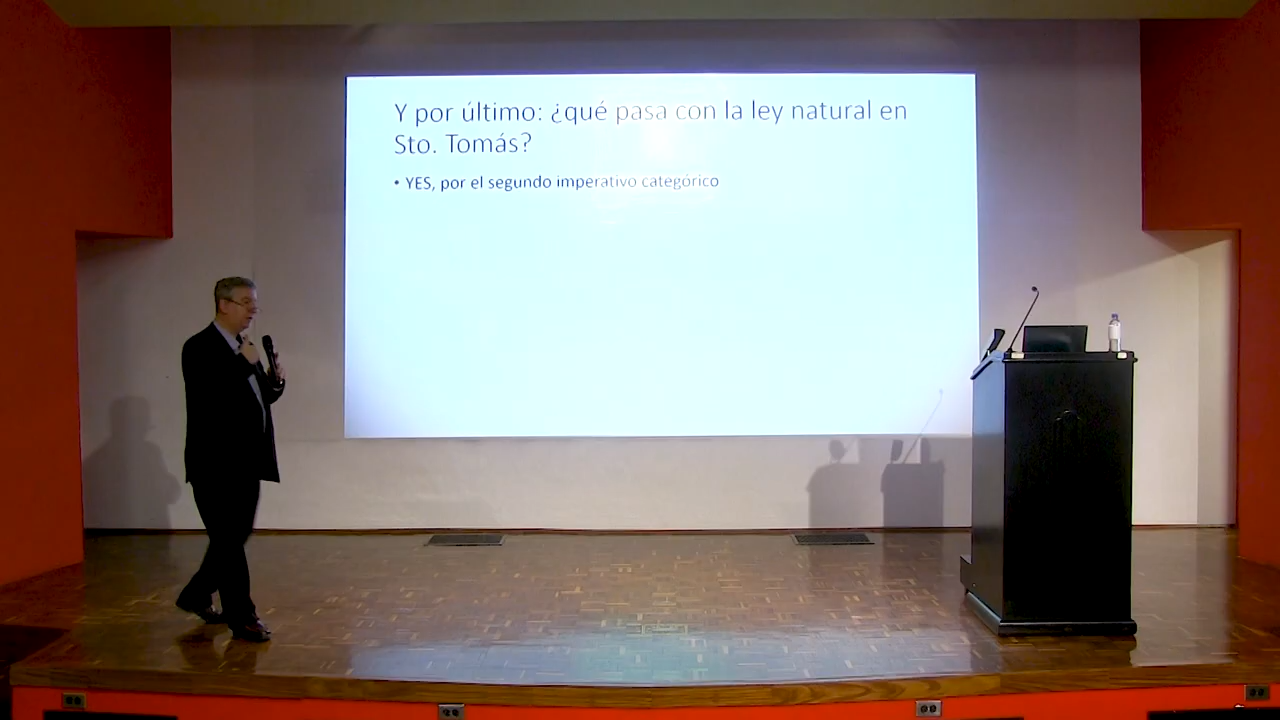 Y por último: ¿qué pasa con la ley natural en
Sto. Tomás?
• YES, por el segundo imperativo categórico